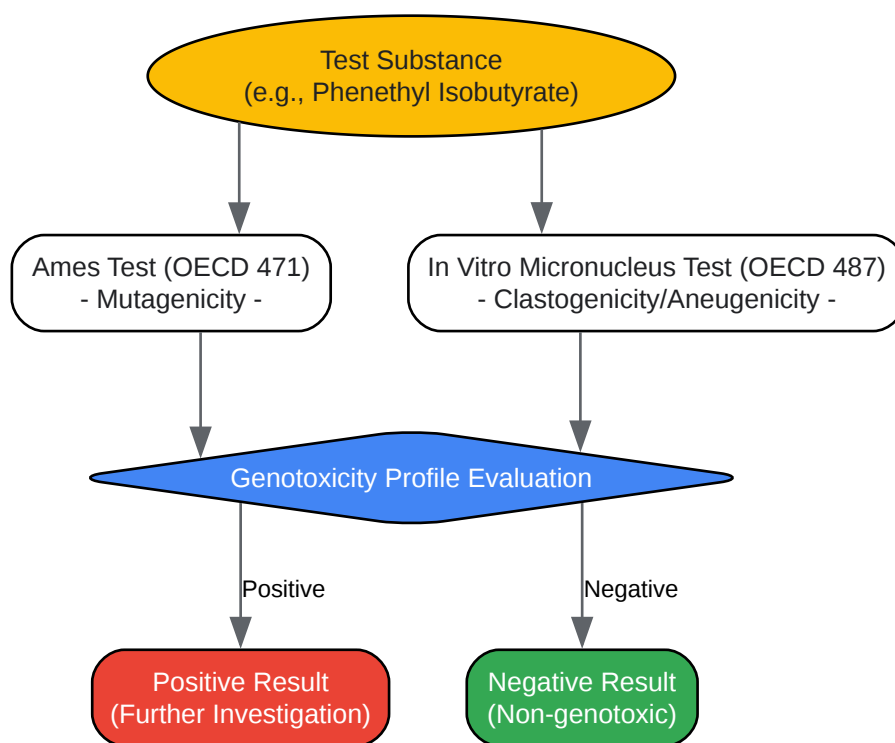 Test Substance
(e.g., Phenethyl Isobutyrate)
Ames Test (OECD 471)
- Mutagenicity -
In Vitro Micronucleus Test (OECD 487)
- Clastogenicity/Aneugenicity -
Genotoxicity Profile Evaluation
Positive
Negative
Positive Result
(Further Investigation)
Negative Result
(Non-genotoxic)